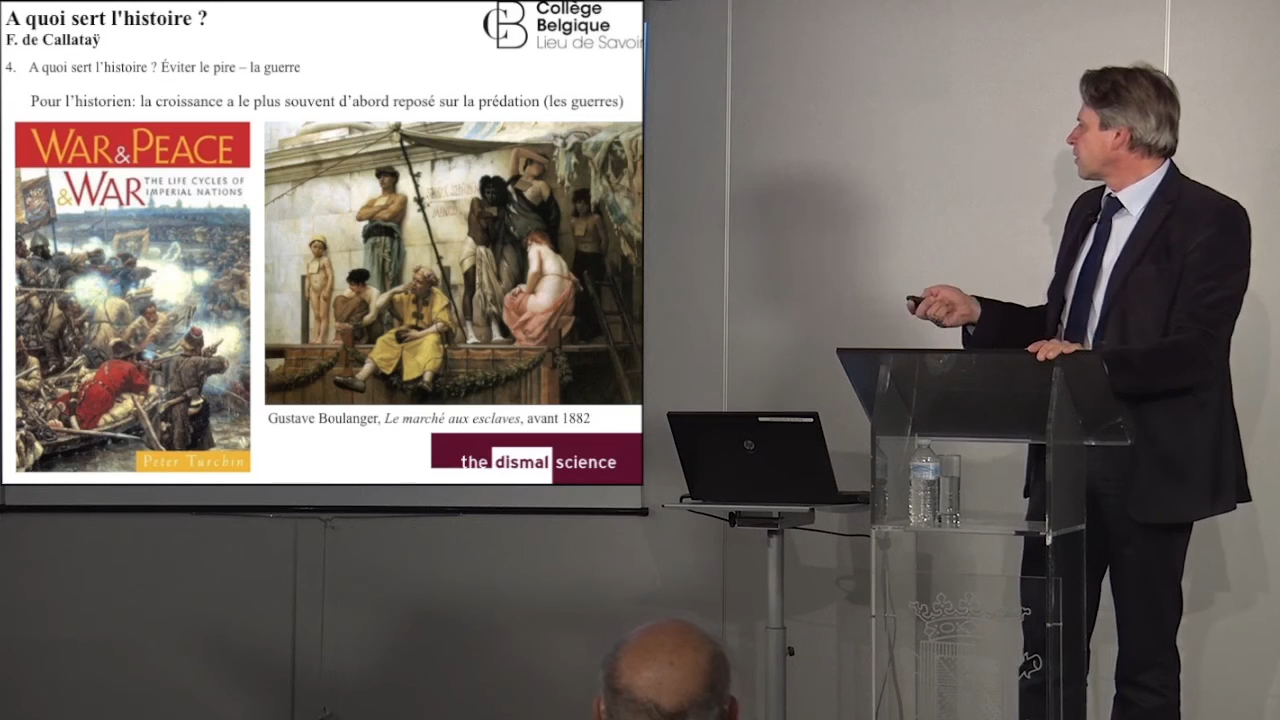 A quoi sert l'histoire ?
F. de Callataÿ
Collège
Belgique
Lieu de Savoir
4. A quoi sert l’histoire ? Éviter le pire – la guerre
Pour l’historien: la croissance a le plus souvent d’abord reposé sur la prédation (les guerres)
WAR & PEACE
& WAR
THE LIFE CYCLES OF
IMPERIAL NATIONS
Peter Turchin
Gustave Boulanger, Le marché aux esclaves, avant 1882
the dismal science
hp